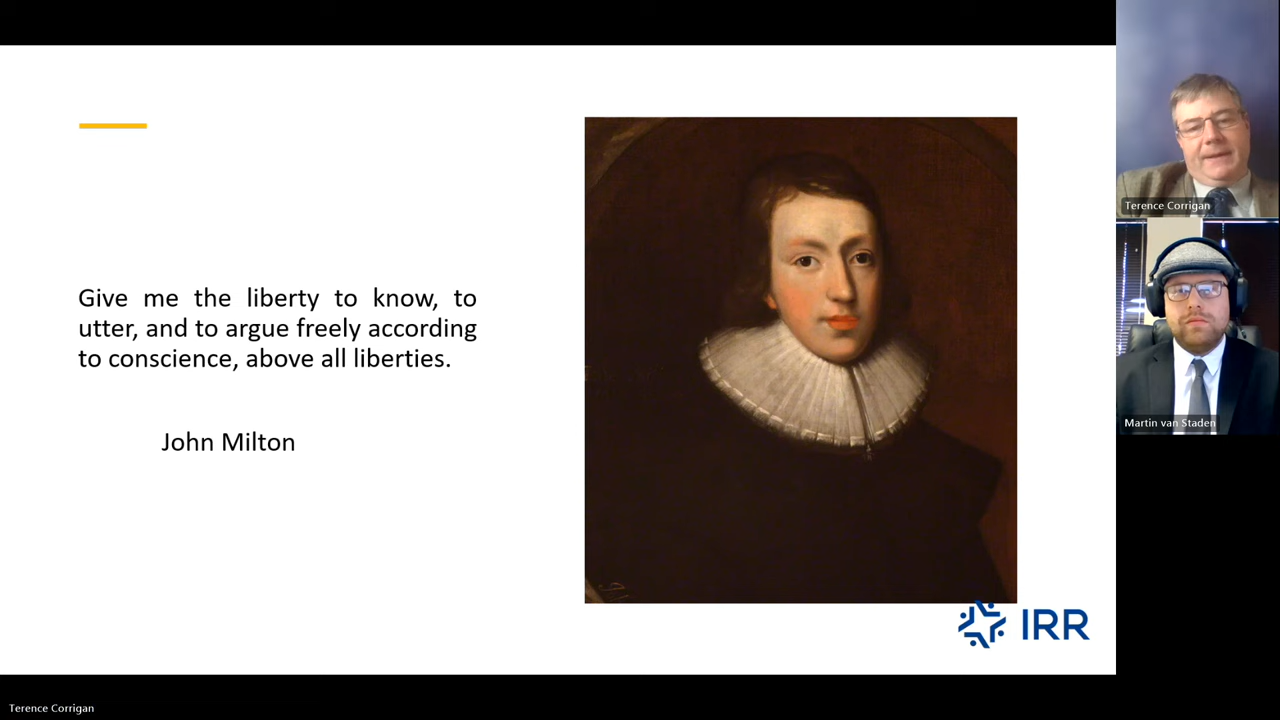 Give me the liberty to know, to
utter, and to argue freely according
to conscience, above all liberties.
John Milton
IRR
Terence Corrigan
Martin van Staden
Terence Corrigan